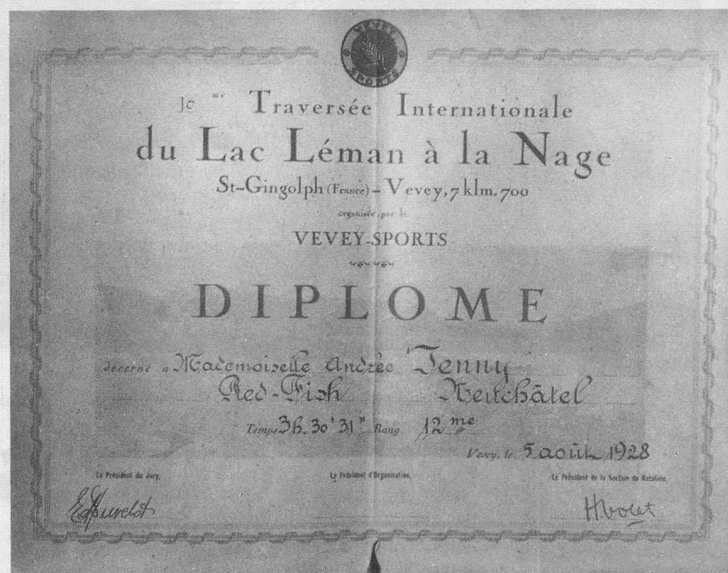 VEVEY
SPORTS
Traversée Internationale
du Lac Léman à la Nage
St-Gingolph (France) - Vevey, 7 klm. 700
organisée par le
VEVEY-SPORTS
DIPLOME
décerné à Mademoiselle Andrée Jenny
Red-Fish Neuchâtel
Temps 3h. 30' 31" Rang 12me
Vevey, le 5 août 1928
Le Président du Jury, Le Président d'Organisation, Le Président de la Section de Natation,